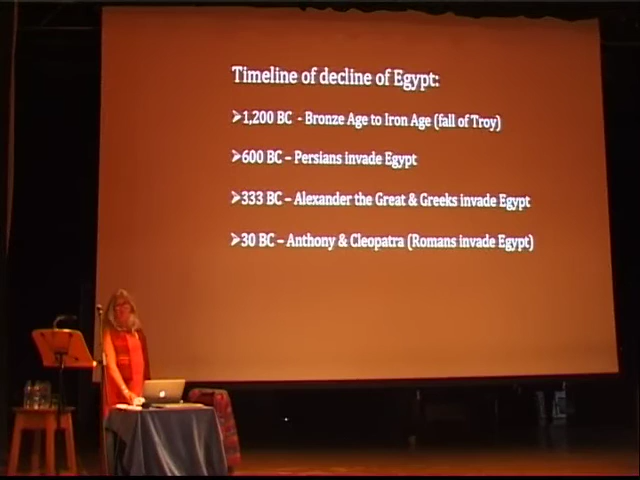 Timeline of decline of Egypt:
➢1,200 BC - Bronze Age to Iron Age (fall of Troy)
➢600 BC – Persians invade Egypt
➢333 BC – Alexander the Great & Greeks invade Egypt
➢30 BC – Anthony & Cleopatra (Romans invade Egypt)